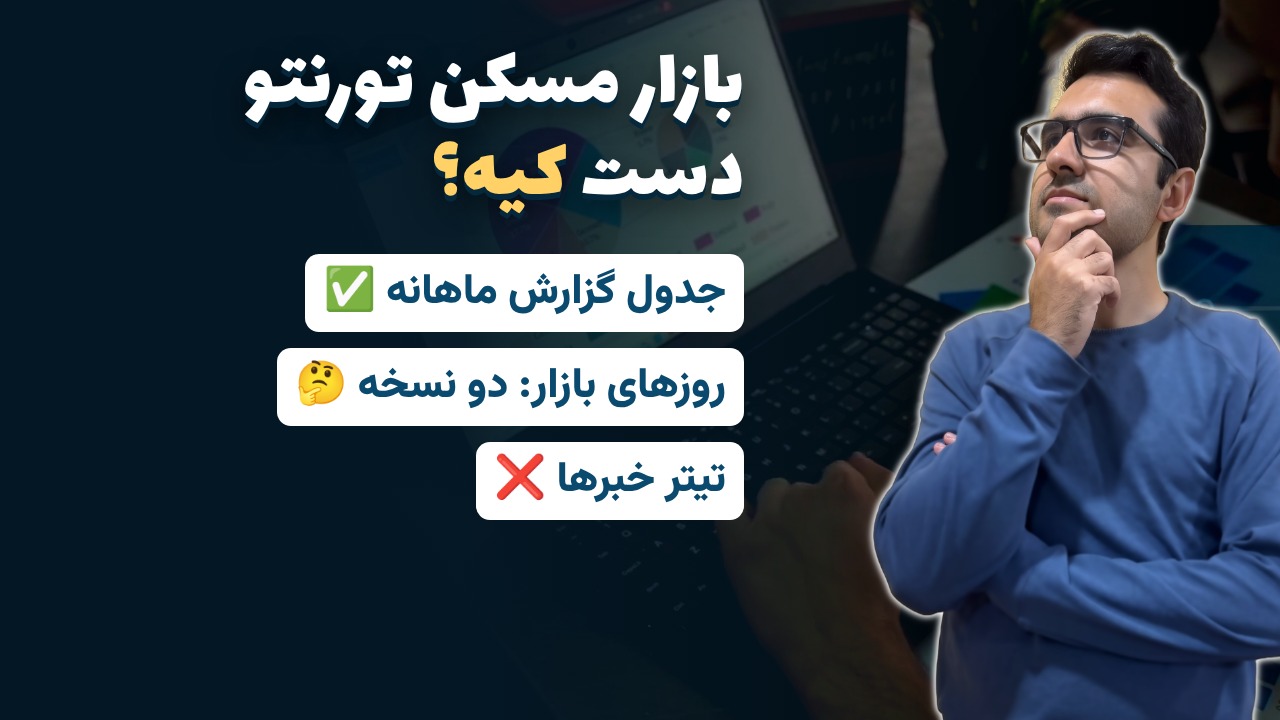 بازار مسکن تورنتو
دست کیه؟
جدول گزارش ماهانه ✅
روزهای بازار: دو نسخه 🤔
تیتر خبرها ❌